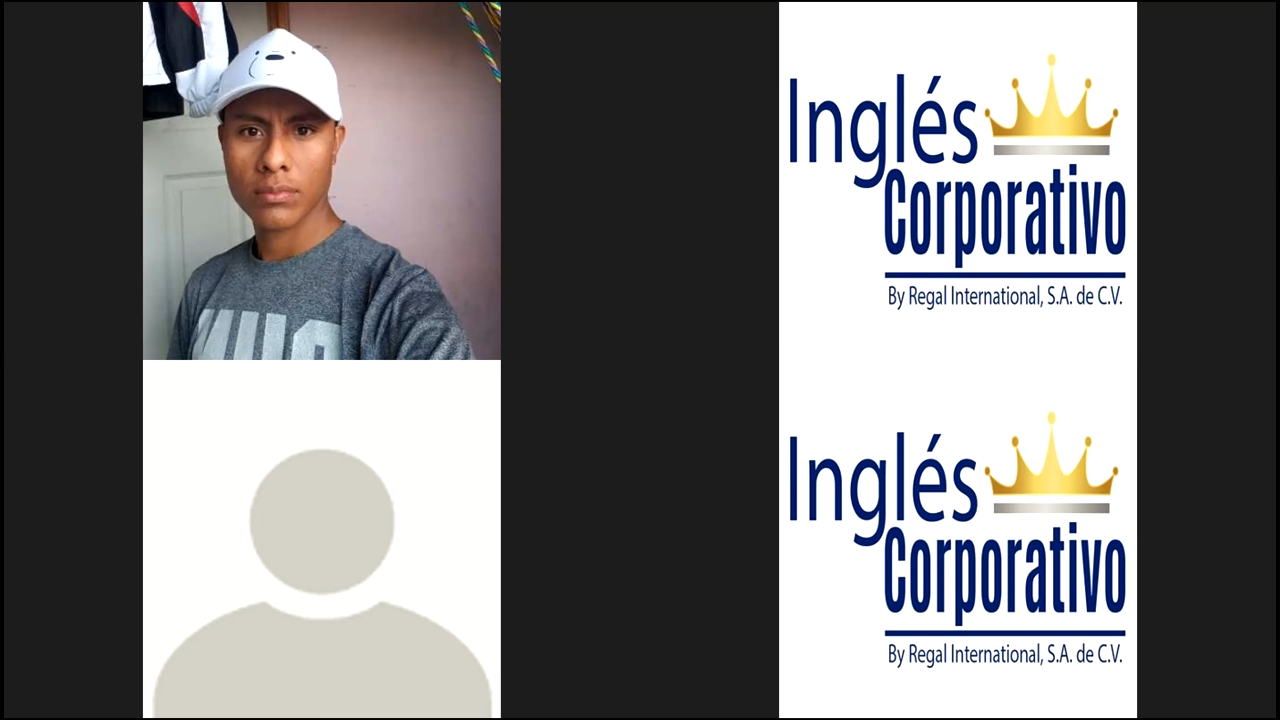 Inglés
Corporativo
By Regal International, S.A. de C.V.
Inglés
Corporativo
By Regal International, S.A. de C.V.